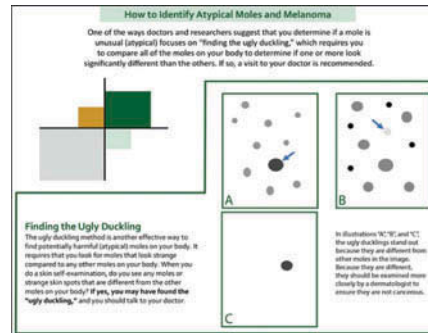 How to Identify Atypical Moles and Melanoma
One of the ways doctors and researchers suggest that you determine if a mole is
unusual (atypical) focuses on "finding the ugly duckling," which requires you
to compare all of the moles on your body to determine if one or more look
significantly different than the others. If so, a visit to your doctor is recommended.
A
B
Finding the Ugly Duckling
The ugly duckling method is another effective way to
find potentially harmful (atypical) moles on your body. It
requires that you look for moles that look strange
compared to any other moles on your body. When you
do a skin self-examination, do you see any moles or
strange skin spots that are different from the other
moles on your body? If yes, you may have found the
"ugly duckling," and you should talk to your doctor.
C
In illustrations "A", "B", and "C",
the ugly ducklings stand out
because they are different from
other moles in the image.
Because they are different,
they should be examined more
closely by a dermatologist to
ensure they are not cancerous.